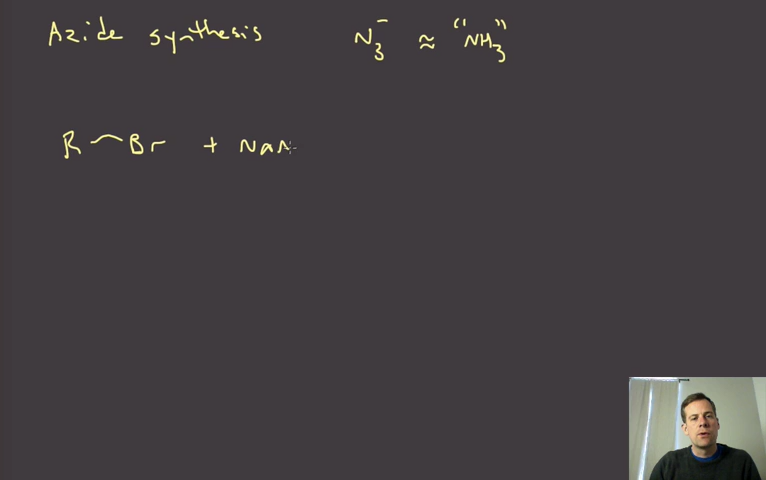 Azide synthesis N₃⁻ ≈ "NH₃"
R⌒Br + NaN